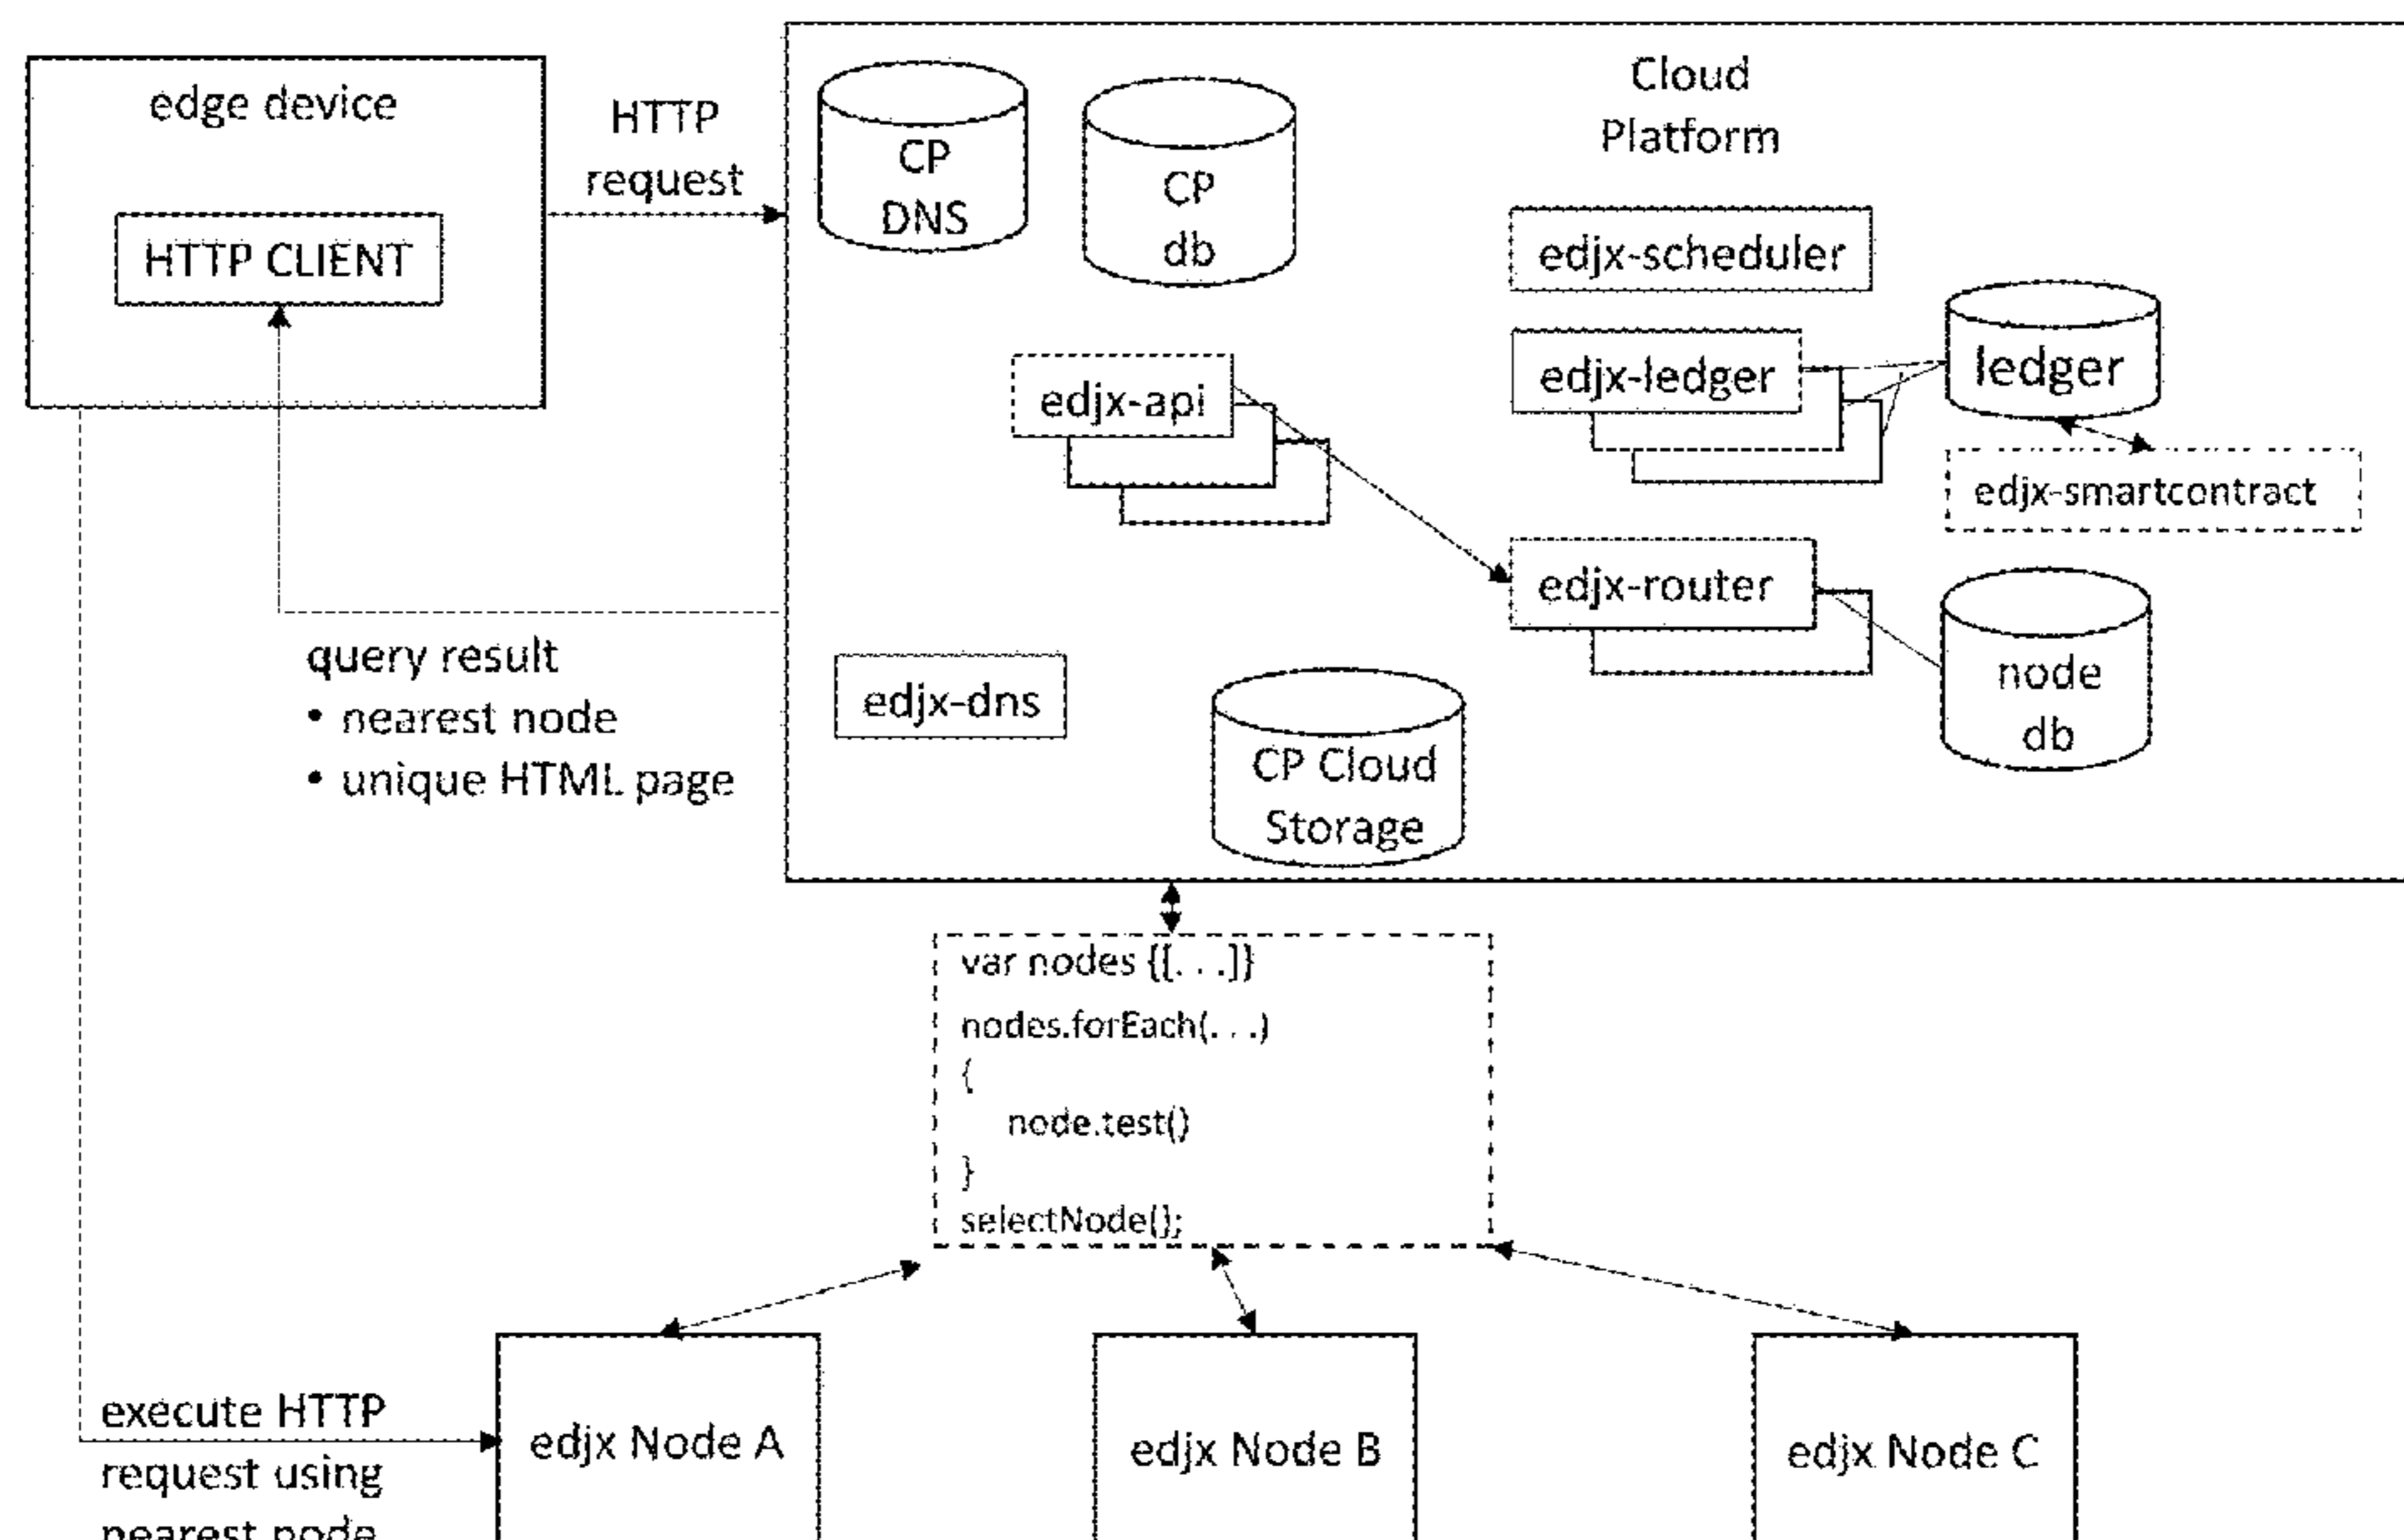 edge device
HTTP CLIENT
HTTP
request
Cloud
Platform
CP
DNS
CP
db
edjx-scheduler
edjx-ledger
ledger
edjx-api
edjx-smartcontract
edjx-router
node
db
edjx-dns
CP Cloud
Storage
query result
• nearest node
• unique HTML page
var nodes {[. . .]}
nodes.forEach(. . .)
{
node.test()
}
selectNode();
execute HTTP
request using
nearest node
edjx Node A
edjx Node B
edjx Node C